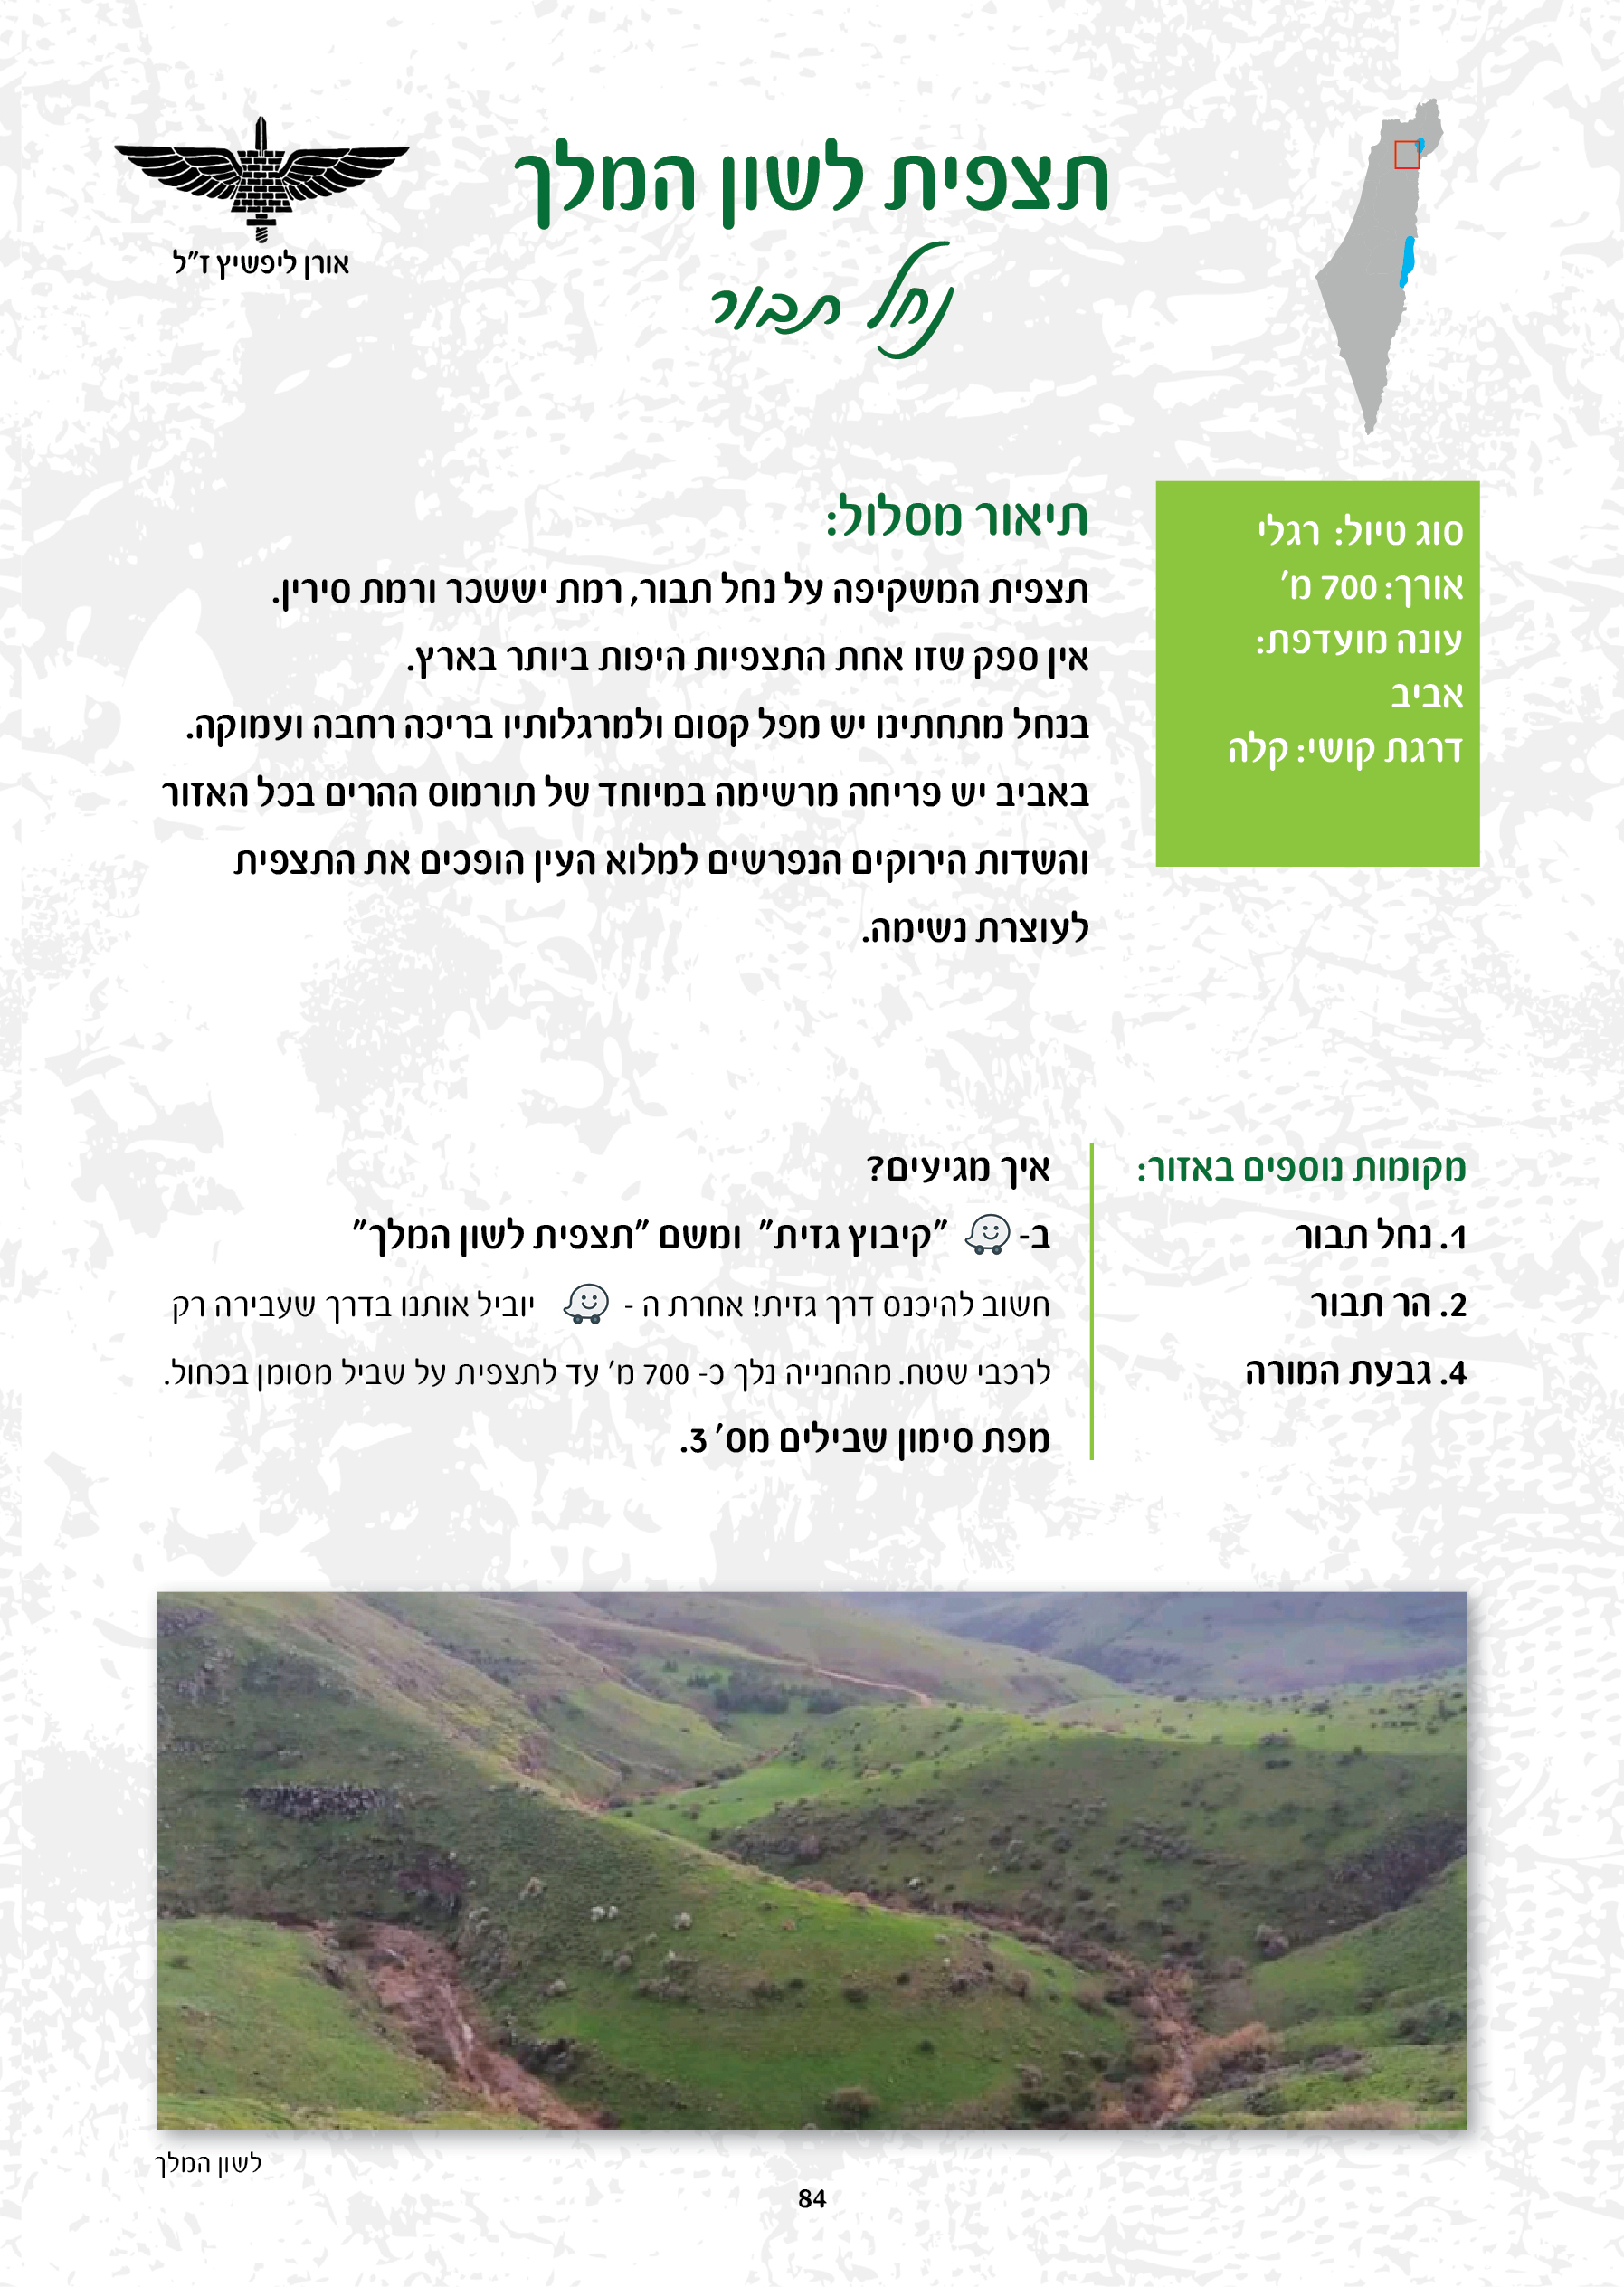 תצפית לשון המלך
נחל תבור
אורן ליפשיץ ז"ל
סוג טיול: רגלי
אורך: 700 מ'
עונה מועדפת:
אביב
דרגת קושי: קלה
תיאור מסלול:
תצפית המשקיפה על נחל תבור, רמת יששכר ורמת סירין.
אין ספק שזו אחת התצפיות היפות ביותר בארץ.
בנחל מתחתינו יש מפל קסום ולמרגלותיו בריכה רחבה ועמוקה.
באביב יש פריחה מרשימה במיוחד של תורמוס ההרים בכל האזור
והשדות הירוקים הנפרשים למלוא העין הופכים את התצפית
לעוצרת נשימה.
מקומות נוספים באזור:
1. נחל תבור
2. הר תבור
4. גבעת המורה
איך מגיעים?
ב- "קיבוץ גזית" ומשם "תצפית לשון המלך"
חשוב להיכנס דרך גזית! אחרת ה - יוביל אותנו בדרך שעבירה רק
לרכבי שטח. מהחנייה נלך כ- 700 מ' עד לתצפית על שביל מסומן בכחול.
מפת סימון שבילים מס' 3.
לשון המלך
84